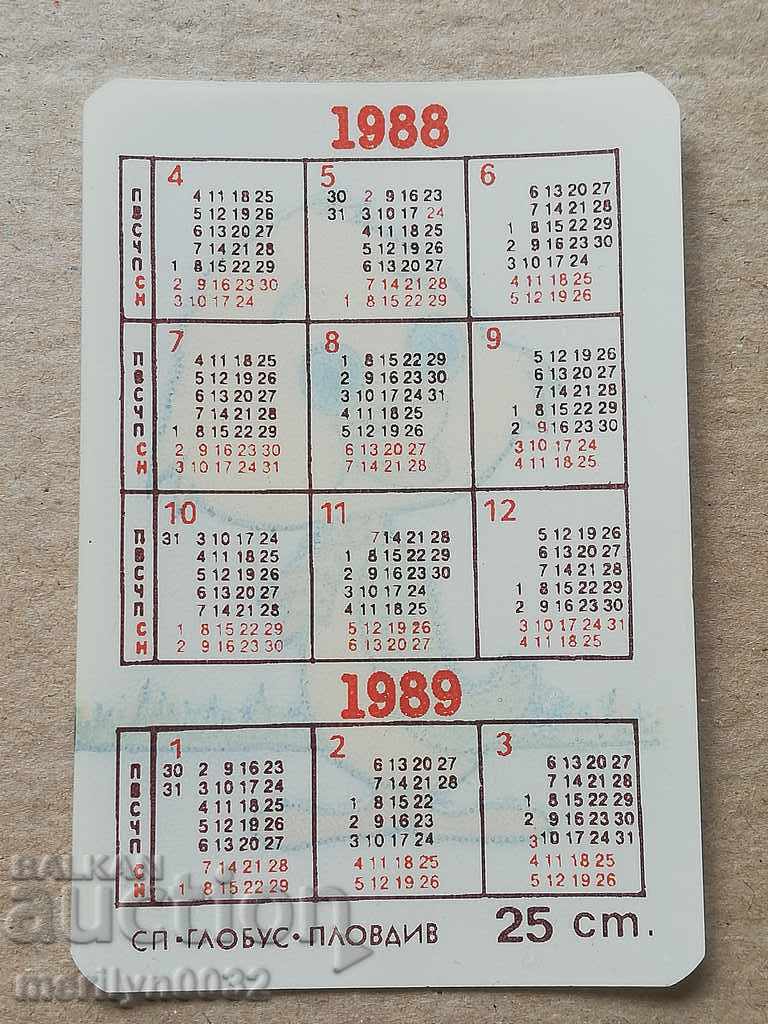 1988
4 5 6
П 4 11 18 25 30 2 9 16 23 6 13 20 27
В 5 12 19 26 31 3 10 17 24 7 14 21 28
С 6 13 20 27 4 11 18 25 1 8 15 22 29
Ч 7 14 21 28 5 12 19 26 2 9 16 23 30
П 1 8 15 22 29 6 13 20 27 3 10 17 24
С 2 9 16 23 30 7 14 21 28 4 11 18 25
Н 3 10 17 24 1 8 15 22 29 5 12 19 26
7 8 9
П 4 11 18 25 1 8 15 22 29 5 12 19 26
В 5 12 19 26 2 9 16 23 30 6 13 20 27
С 6 13 20 27 3 10 17 24 31 7 14 21 28
Ч 7 14 21 28 4 11 18 25 1 8 15 22 29
П 1 8 15 22 29 5 12 19 26 2 9 16 23 30
С 2 9 16 23 30 6 13 20 27 3 10 17 24
Н 3 10 17 24 31 7 14 21 28 4 11 18 25
10 11 12
П 31 3 10 17 24 7 14 21 28 5 12 19 26
В 4 11 18 25 1 8 15 22 29 6 13 20 27
С 5 12 19 26 2 9 16 23 30 7 14 21 28
Ч 6 13 20 27 3 10 17 24 1 8 15 22 29
П 7 14 21 28 4 11 18 25 2 9 16 23 30
С 1 8 15 22 29 5 12 19 26 3 10 17 24 31
Н 2 9 16 23 30 6 13 20 27 4 11 18 25
1989
1 2 3
П 30 2 9 16 23 6 13 20 27 6 13 20 27
В 31 3 10 17 24 7 14 21 28 7 14 21 28
С 4 11 18 25 1 8 15 22 1 8 15 22 29
Ч 5 12 19 26 2 9 16 23 2 9 16 23 30
П 6 13 20 27 3 10 17 24 3 10 17 24 31
С 7 14 21 28 4 11 18 25 4 11 18 25
Н 1 8 15 22 29 5 12 19 26 5 12 19 26
СП·ГЛОБУС·ПЛОВДИВ 25 ст.
BALKAN
auction
merilyn0032